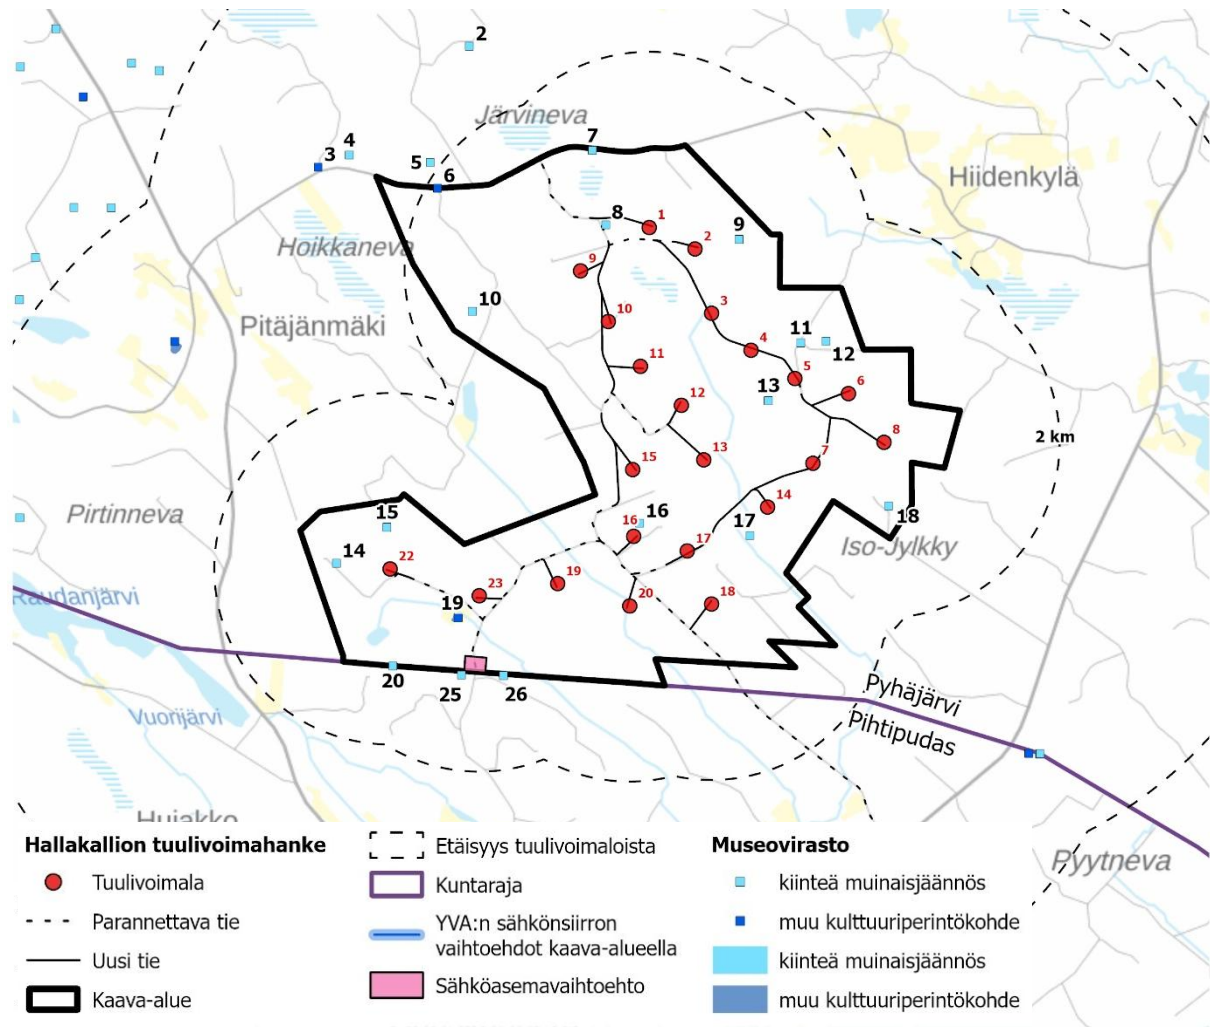 2
Järvineva
7
4
3
5
6
Hiidenkylä
8
1
9
2
Hoikkaneva
9
10
3
Pitäjänmäki
10
4
11
12
11
5
6
12
13
2 km
8
13
7
15
14
18
Pirtinneva
15
16
16
17
Iso-Jylkky
14
22
17
19
23
20
18
Raudanjärvi
19
20
25
26
Pyhäjärvi
Pihtipudas
Vuorijärvi
Hujakko
Pyytneva
Hallakallion tuulivoimahanke
Tuulivoimala
Parannettava tie
Uusi tie
Kaava-alue
Etäisyys tuulivoimaloista
Kuntaraja
YVA:n sähkönsiirron
vaihtoehdot kaava-alueella
Sähköasemavaihtoehto
Museovirasto
kiinteä muinaisjäännös
muu kulttuuriperintökohde
kiinteä muinaisjäännös
muu kulttuuriperintökohde